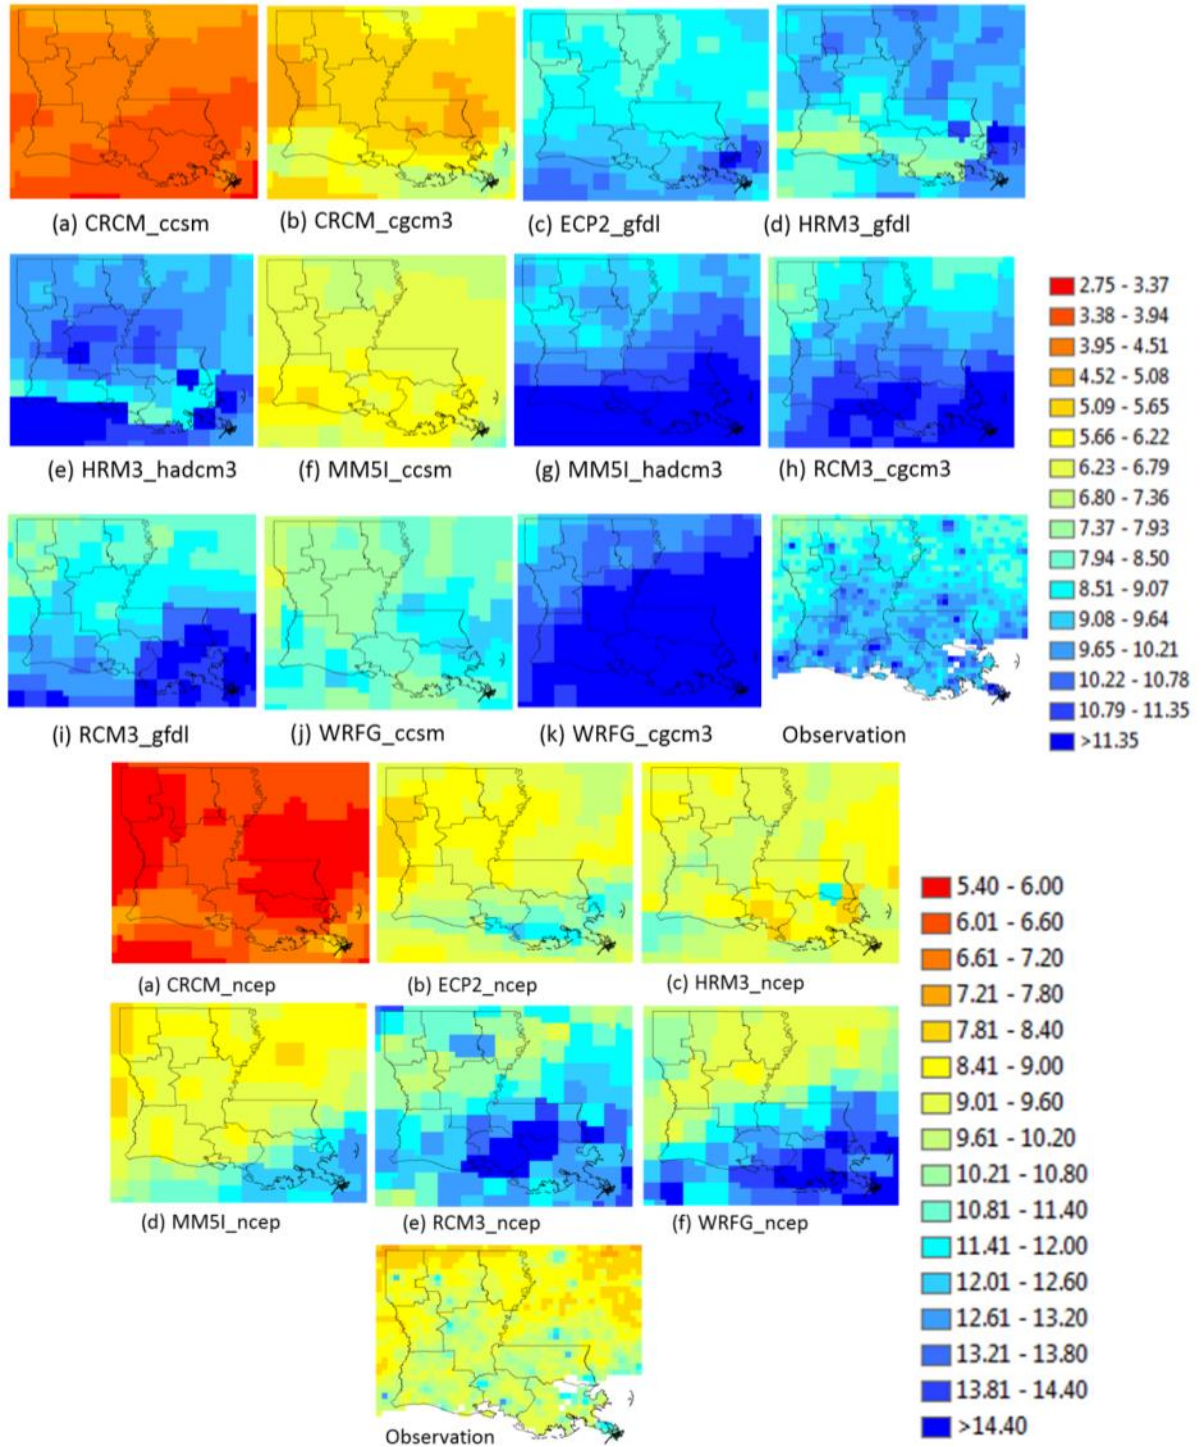 (a) CRCM_ccsm
(b) CRCM_cgcm3
(c) ECP2_gfdl
(d) HRM3_gfdl
(e) HRM3_hadcm3
(f) MM5I_ccsm
(g) MM5I_hadcm3
(h) RCM3_cgcm3
(i) RCM3_gfdl
(j) WRFG_ccsm
(k) WRFG_cgcm3
Observation
2.75 - 3.37
3.38 - 3.94
3.95 - 4.51
4.52 - 5.08
5.09 - 5.65
5.66 - 6.22
6.23 - 6.79
6.80 - 7.36
7.37 - 7.93
7.94 - 8.50
8.51 - 9.07
9.08 - 9.64
9.65 - 10.21
10.22 - 10.78
10.79 - 11.35
>11.35
(a) CRCM_ncep
(b) ECP2_ncep
(c) HRM3_ncep
(d) MM5I_ncep
(e) RCM3_ncep
(f) WRFG_ncep
Observation
5.40 - 6.00
6.01 - 6.60
6.61 - 7.20
7.21 - 7.80
7.81 - 8.40
8.41 - 9.00
9.01 - 9.60
9.61 - 10.20
10.21 - 10.80
10.81 - 11.40
11.41 - 12.00
12.01 - 12.60
12.61 - 13.20
13.21 - 13.80
13.81 - 14.40
>14.40